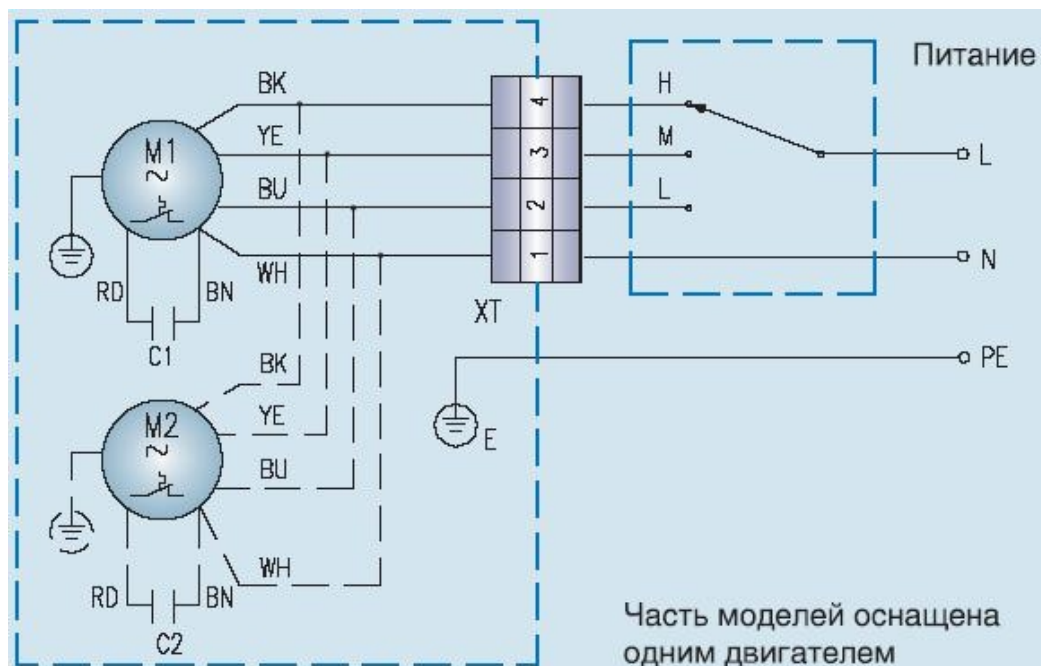 Питание
BK
H
4
YE
M1
M
3
L
BU
L
2
N
WH
1
RD
BN
XT
C1
PE
BK
M2
YE
E
BU
WH
RD
BN
C2
Часть моделей оснащена
одним двигателем